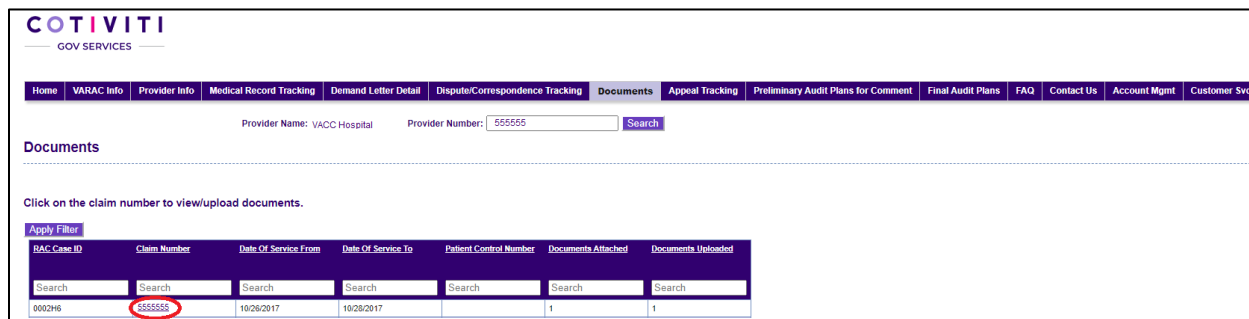 COTIVITI
GOV SERVICES
Home VARAC Info Provider Info Medical Record Tracking Demand Letter Detail Dispute/Correspondence Tracking Documents Appeal Tracking Preliminary Audit Plans for Comment Final Audit Plans FAQ Contact Us Account Mgmt Customer Svc
Provider Name: VACC Hospital Provider Number: 555555 Search
Documents
Click on the claim number to view/upload documents.
Apply Filter
RAC Case ID Claim Number Date Of Service From Date Of Service To Patient Control Number Documents Attached Documents Uploaded
Search Search Search Search Search Search Search
0002H6 5555555 10/26/2017 10/28/2017 1 1